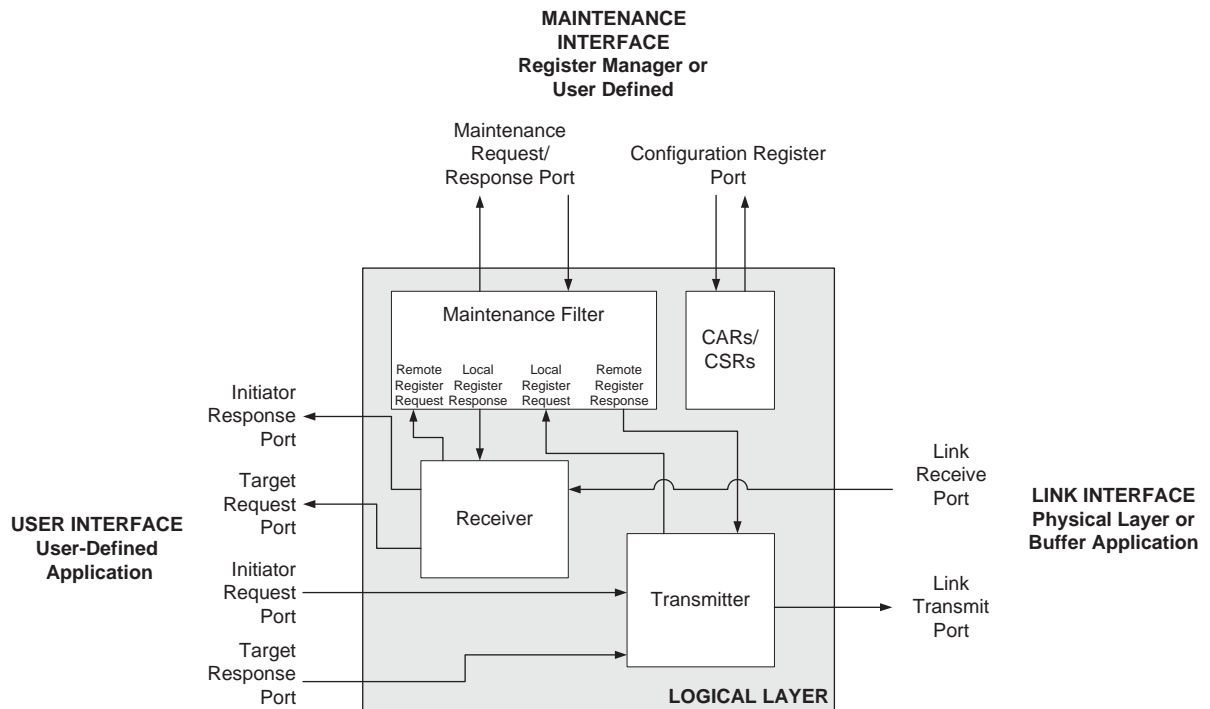 MAINTENANCE
INTERFACE
Register Manager or
User Defined
Maintenance
Request/
Response Port
Configuration Register
Port
Maintenance Filter
Remote
Register
Request
Local
Register
Response
Local
Register
Request
Remote
Register
Response
CARs/
CSRs
Initiator
Response
Port
Target
Request
Port
USER INTERFACE
User-Defined
Application
Initiator
Request
Port
Target
Response
Port
Receiver
Transmitter
Link
Receive
Port
LINK INTERFACE
Physical Layer or
Buffer Application
Link
Transmit
Port
LOGICAL LAYER